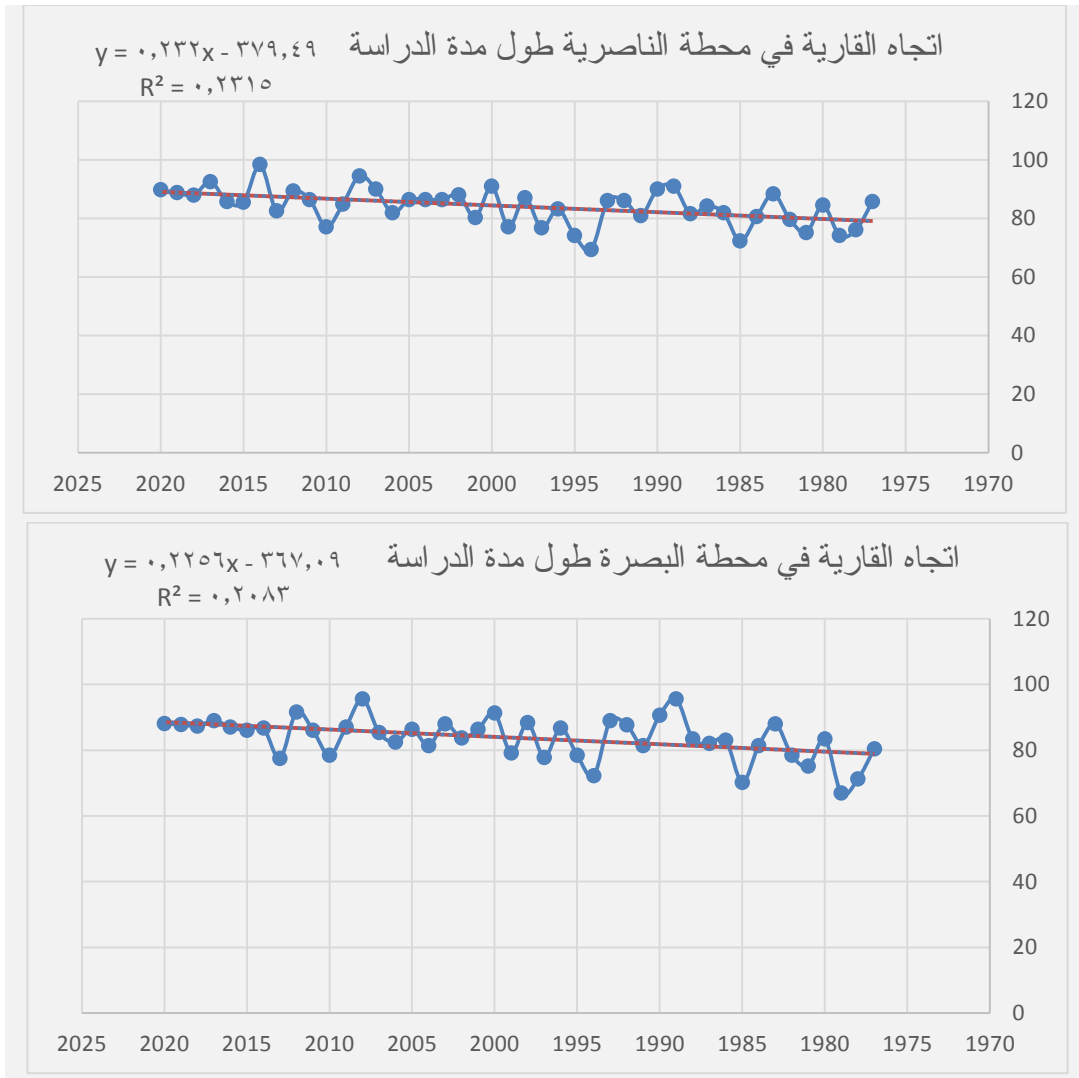 اتجاه القارية في محطة الناصرية طول مدة الدراسة
y = ٠,٢٣٢x - ٣٧٩,٤٩
R² = ٠,٢٣١٥
120
100
80
60
40
20
0
2025 2020 2015 2010 2005 2000 1995 1990 1985 1980 1975 1970
اتجاه القارية في محطة البصرة طول مدة الدراسة
y = ٠,٢٢٥٦x - ٣٦٧,٠٩
R² = ٠,٢٠٨٣
120
100
80
60
40
20
0
2025 2020 2015 2010 2005 2000 1995 1990 1985 1980 1975 1970